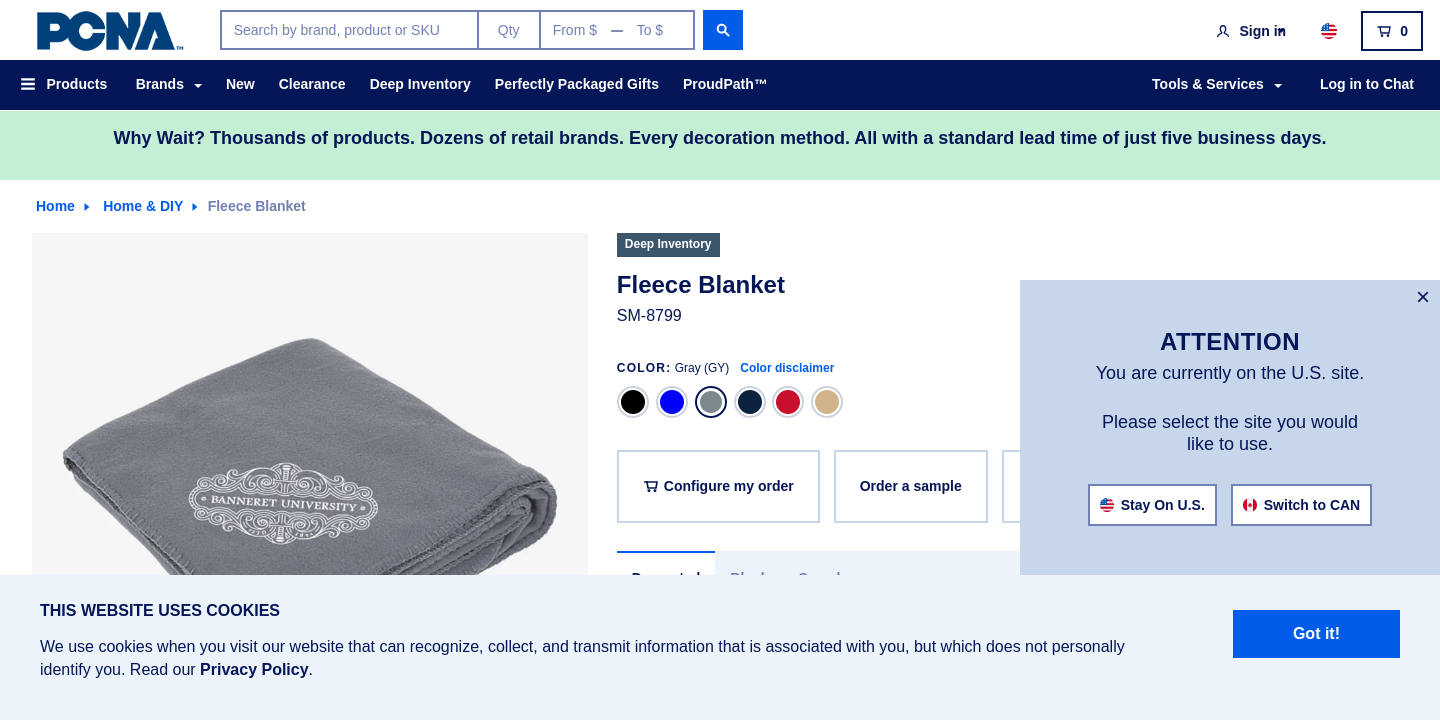 PCNA™
Search by brand, product or SKU
Qty
From $ — To $
Sign in
0
Products
Brands
New
Clearance
Deep Inventory
Perfectly Packaged Gifts
ProudPath™
Tools & Services
Log in to Chat
Why Wait? Thousands of products. Dozens of retail brands. Every decoration method. All with a standard lead time of just five business days.
Home
Home & DIY
Fleece Blanket
Deep Inventory
Fleece Blanket
SM-8799
COLOR: Gray (GY) Color disclaimer
Configure my order
Order a sample
BANNERET UNIVERSITY
×
ATTENTION
You are currently on the U.S. site.
Please select the site you would
like to use.
Stay On U.S.
Switch to CAN
THIS WEBSITE USES COOKIES
We use cookies when you visit our website that can recognize, collect, and transmit information that is associated with you, but which does not personally
identify you. Read our Privacy Policy.
Got it!